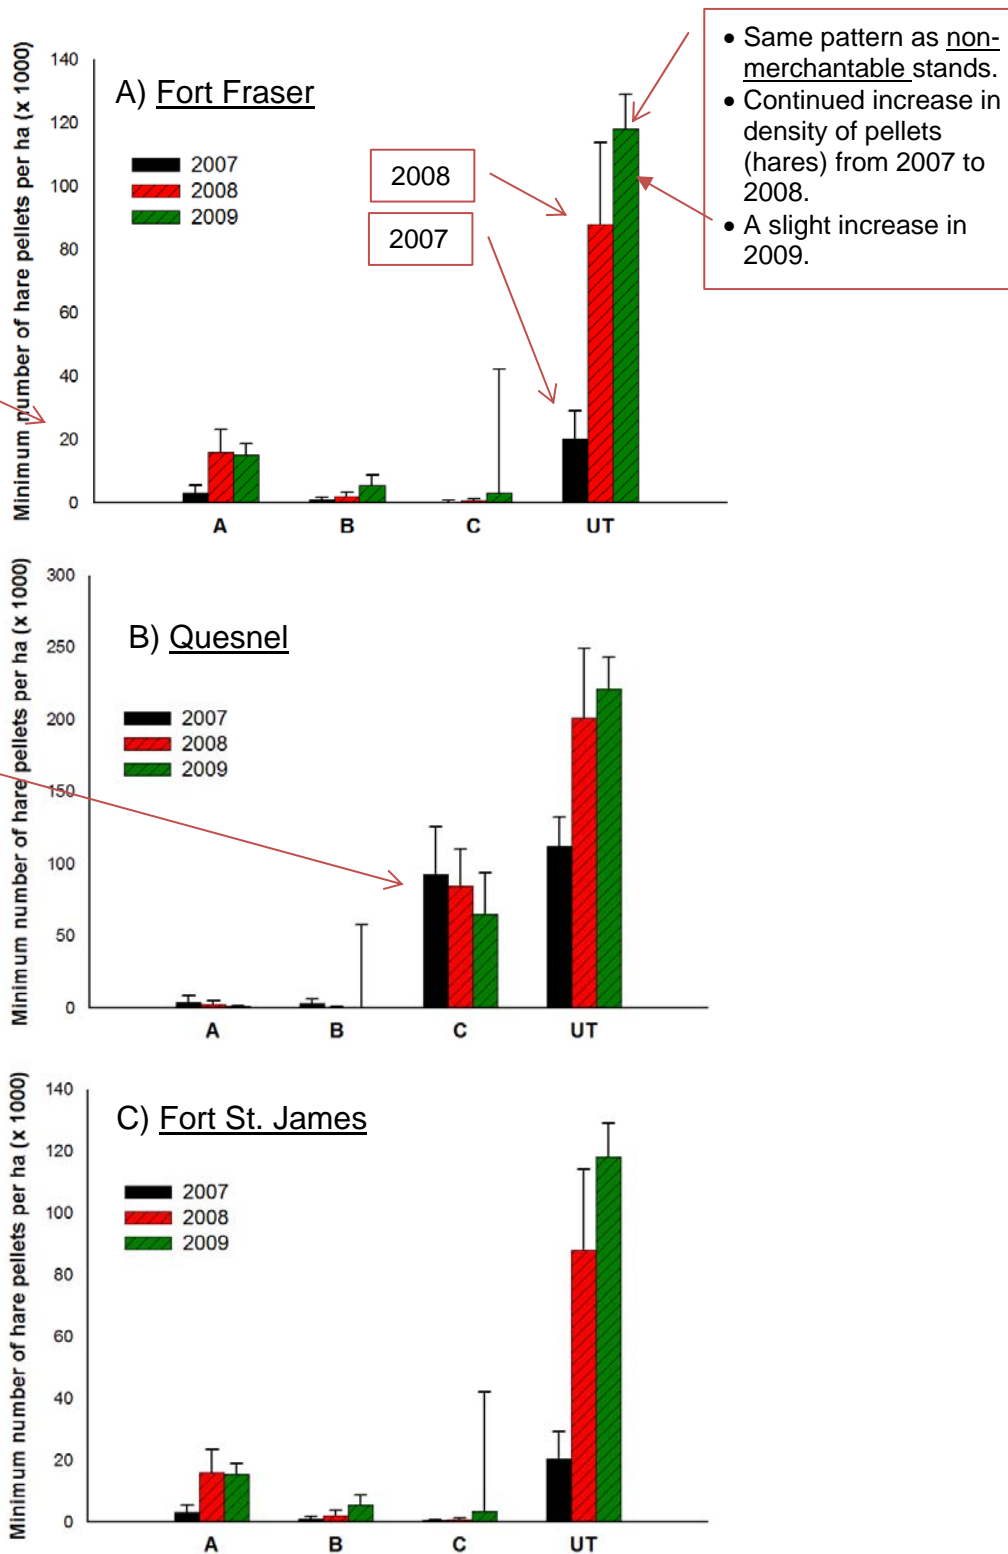 • Same pattern as non-
merchantable stands.
• Continued increase in
density of pellets
(hares) from 2007 to
2008.
• A slight increase in
2009.
Minimum number of hare pellets per ha (x 1000)
140
120
100
80
60
40
20
0
A) Fort Fraser
2007
2008
2009
2008
2007
A B C UT
Minimum number of hare pellets per ha (x 1000)
300
250
200
150
100
50
0
B) Quesnel
2007
2008
2009
A B C UT
Minimum number of hare pellets per ha (x 1000)
140
120
100
80
60
40
20
0
C) Fort St. James
2007
2008
2009
A B C UT